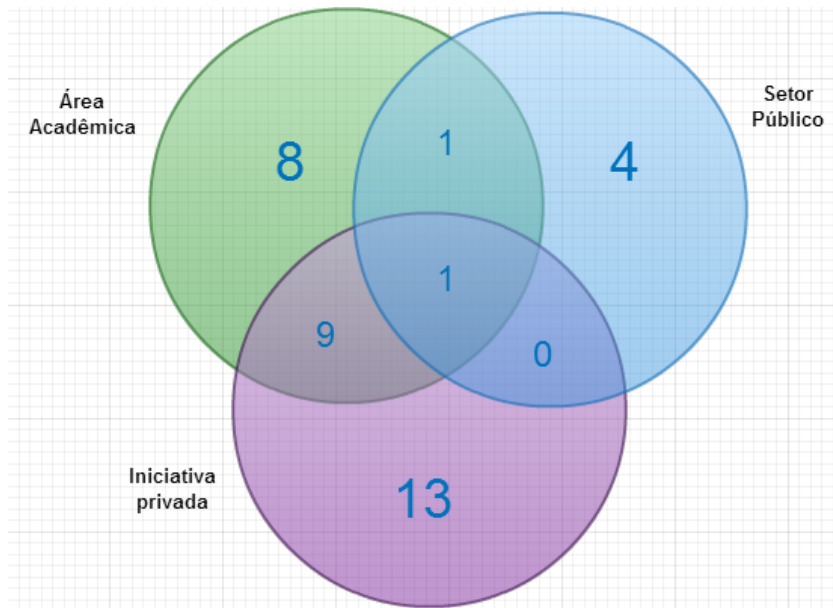 Área
Acadêmica
Setor
Público
8
1
4
1
9
0
Iniciativa
privada
13